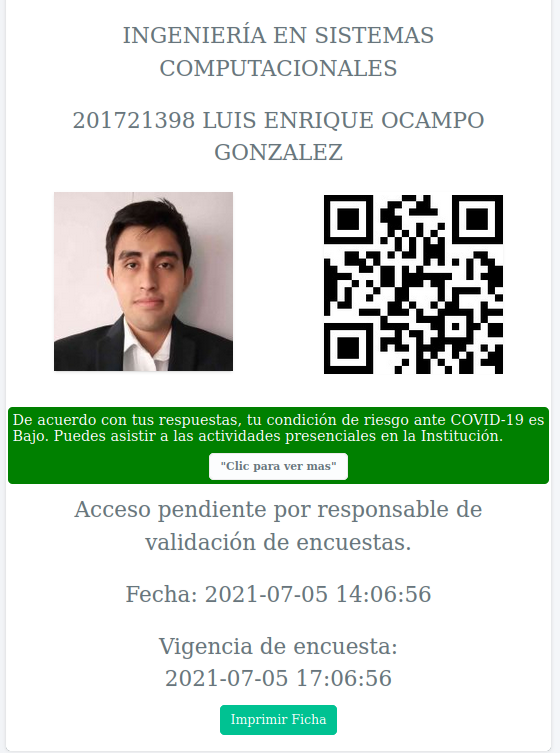 INGENIERÍA EN SISTEMAS
COMPUTACIONALES
201721398 LUIS ENRIQUE OCAMPO
GONZALEZ
De acuerdo con tus respuestas, tu condición de riesgo ante COVID-19 es
Bajo. Puedes asistir a las actividades presenciales en la Institución.
"Clic para ver mas"
Acceso pendiente por responsable de
validación de encuestas.
Fecha: 2021-07-05 14:06:56
Vigencia de encuesta:
2021-07-05 17:06:56
Imprimir Ficha